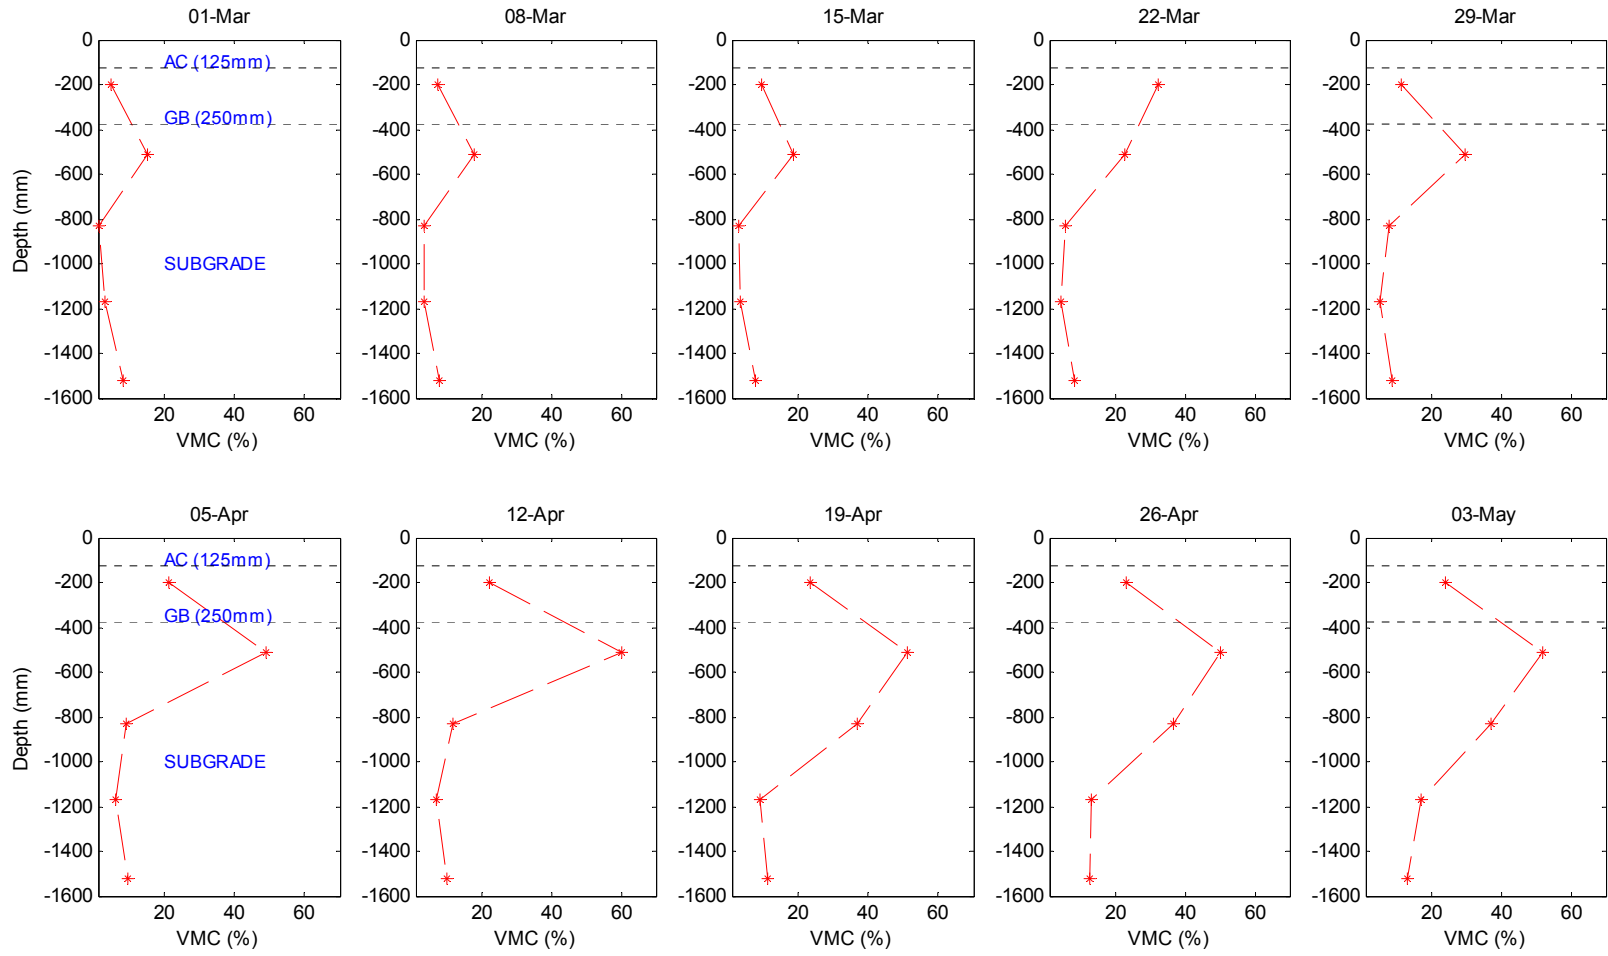 01-Mar 08-Mar 15-Mar 22-Mar 29-Mar
0 0 0 0 0
AC (125mm)
-200 -200 -200 -200 -200
GB (250mm)
-400 -400 -400 -400 -400
-600 -600 -600 -600 -600
Depth (mm)
-800 -800 -800 -800 -800
-1000 SUBGRADE -1000 -1000 -1000 -1000
-1200 -1200 -1200 -1200 -1200
-1400 -1400 -1400 -1400 -1400
-1600 -1600 -1600 -1600 -1600
20 40 60 20 40 60 20 40 60 20 40 60 20 40 60
VMC (%) VMC (%) VMC (%) VMC (%) VMC (%)
05-Apr 12-Apr 19-Apr 26-Apr 03-May
0 0 0 0 0
AC (125mm)
-200 -200 -200 -200 -200
GB (250mm)
-400 -400 -400 -400 -400
-600 -600 -600 -600 -600
Depth (mm)
-800 -800 -800 -800 -800
-1000 SUBGRADE -1000 -1000 -1000 -1000
-1200 -1200 -1200 -1200 -1200
-1400 -1400 -1400 -1400 -1400
-1600 -1600 -1600 -1600 -1600
20 40 60 20 40 60 20 40 60 20 40 60 20 40 60
VMC (%) VMC (%) VMC (%) VMC (%) VMC (%)